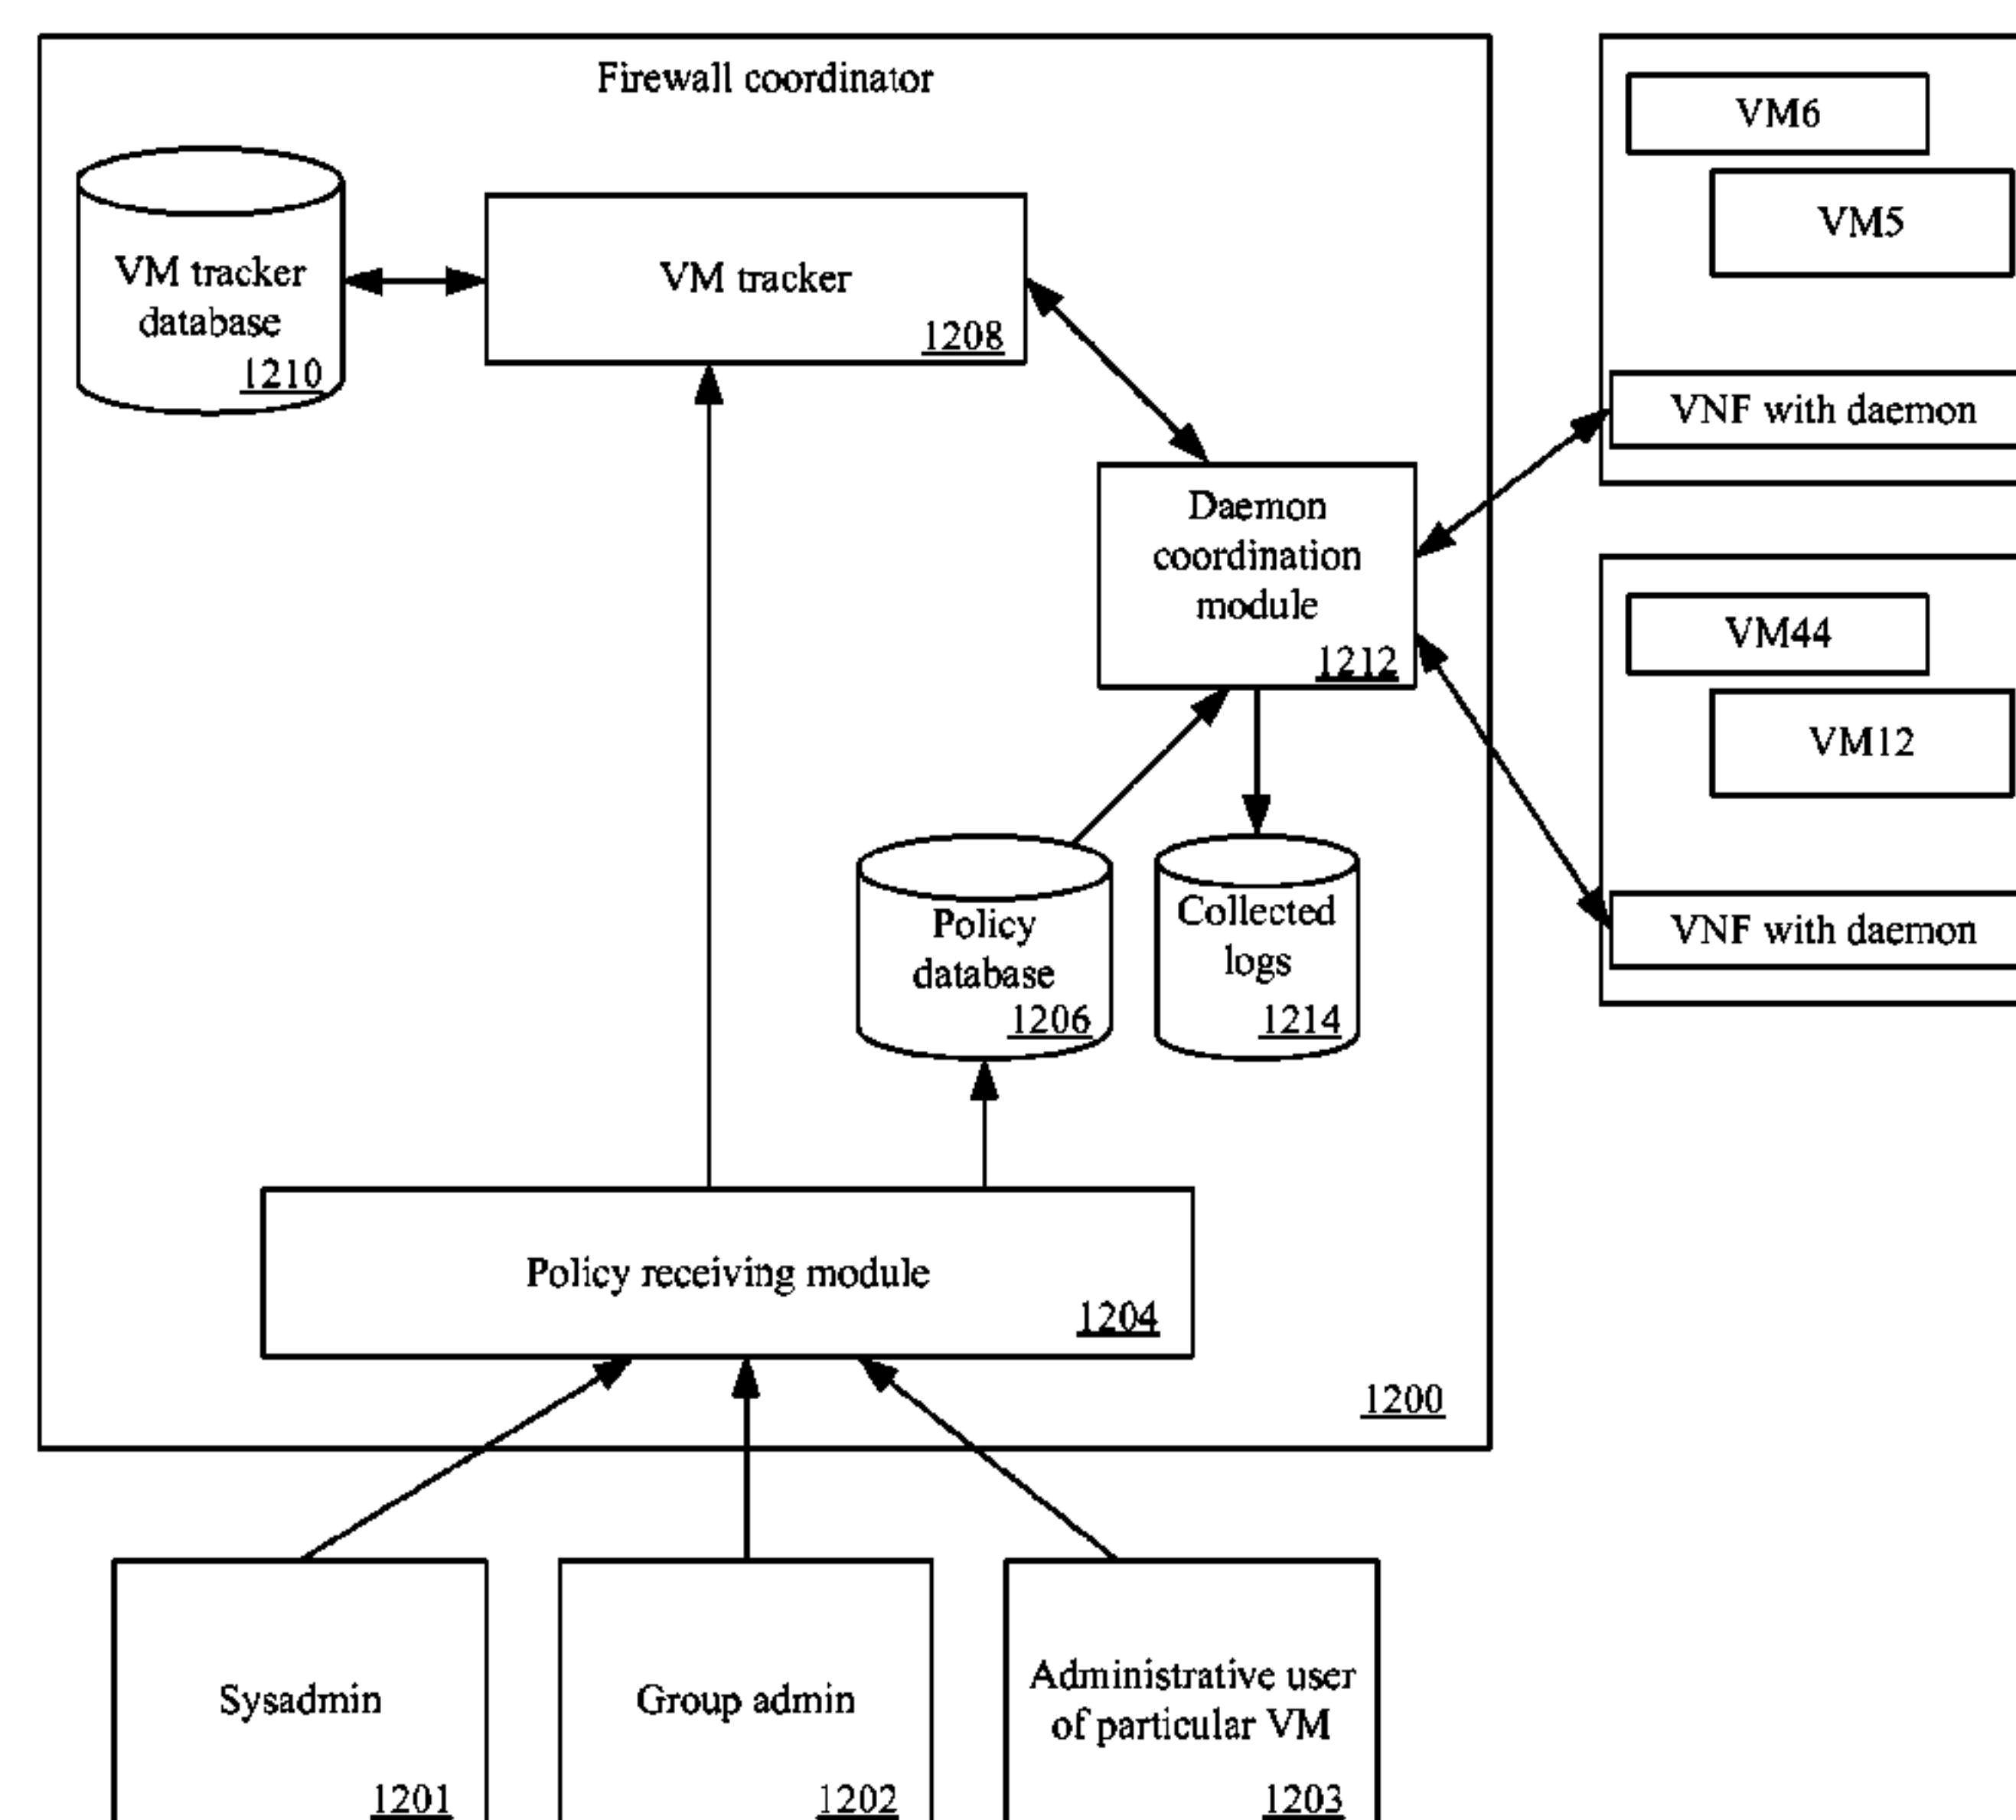 Firewall coordinator
VM tracker
database
1210
VM tracker
1208
Daemon
coordination
module
1212
Policy
database
1206
Collected
logs
1214
Policy receiving module
1204
1200
VM6
VM5
VNF with daemon
VM44
VM12
VNF with daemon
Sysadmin
1201
Group admin
1202
Administrative user
of particular VM
1203